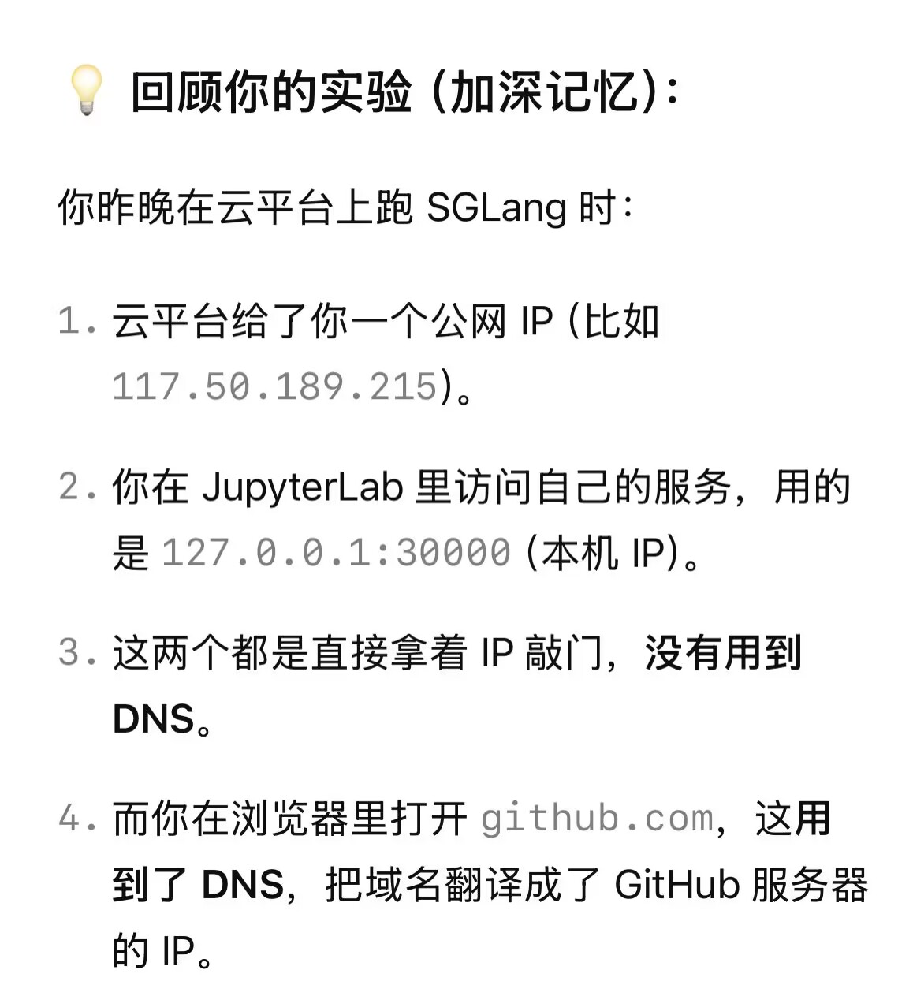 💡 回顾你的实验（加深记忆）：
你昨晚在云平台上跑 SGLang 时：
1. 云平台给了你一个公网 IP（比如
117.50.189.215）。
2. 你在 JupyterLab 里访问自己的服务，用的
是 127.0.0.1:30000（本机 IP）。
3. 这两个都是直接拿着 IP 敲门，没有用到
DNS。
4. 而你在浏览器里打开 github.com，这用
到了 DNS，把域名翻译成了 GitHub 服务器
的 IP。